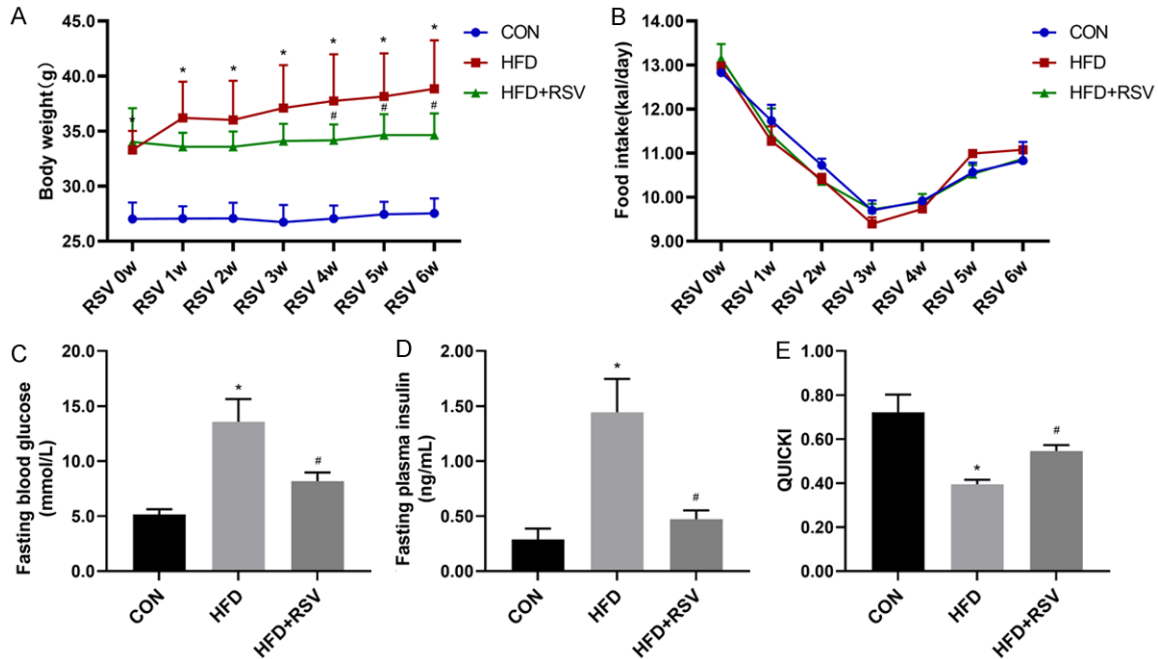 A
Body weight(g)
45.0
40.0
35.0
30.0
25.0
* * * * * * *
# # #
RSV 0w RSV 1w RSV 2w RSV 3w RSV 4w RSV 5w RSV 6w
CON
HFD
HFD+RSV
B
Food intake(kal/day)
14.00
13.00
12.00
11.00
10.00
9.00
RSV 0w RSV 1w RSV 2w RSV 3w RSV 4w RSV 5w RSV 6w
CON
HFD
HFD+RSV
C
Fasting blood glucose
(mmol/L)
20.0
15.0
10.0
5.0
0.0
*
#
CON HFD HFD+RSV
D
Fasting plasma insulin
(ng/mL)
2.00
1.50
1.00
0.50
0.00
*
#
CON HFD HFD+RSV
E
QUICKI
1.00
0.80
0.60
0.40
0.20
0.00
*
#
CON HFD HFD+RSV